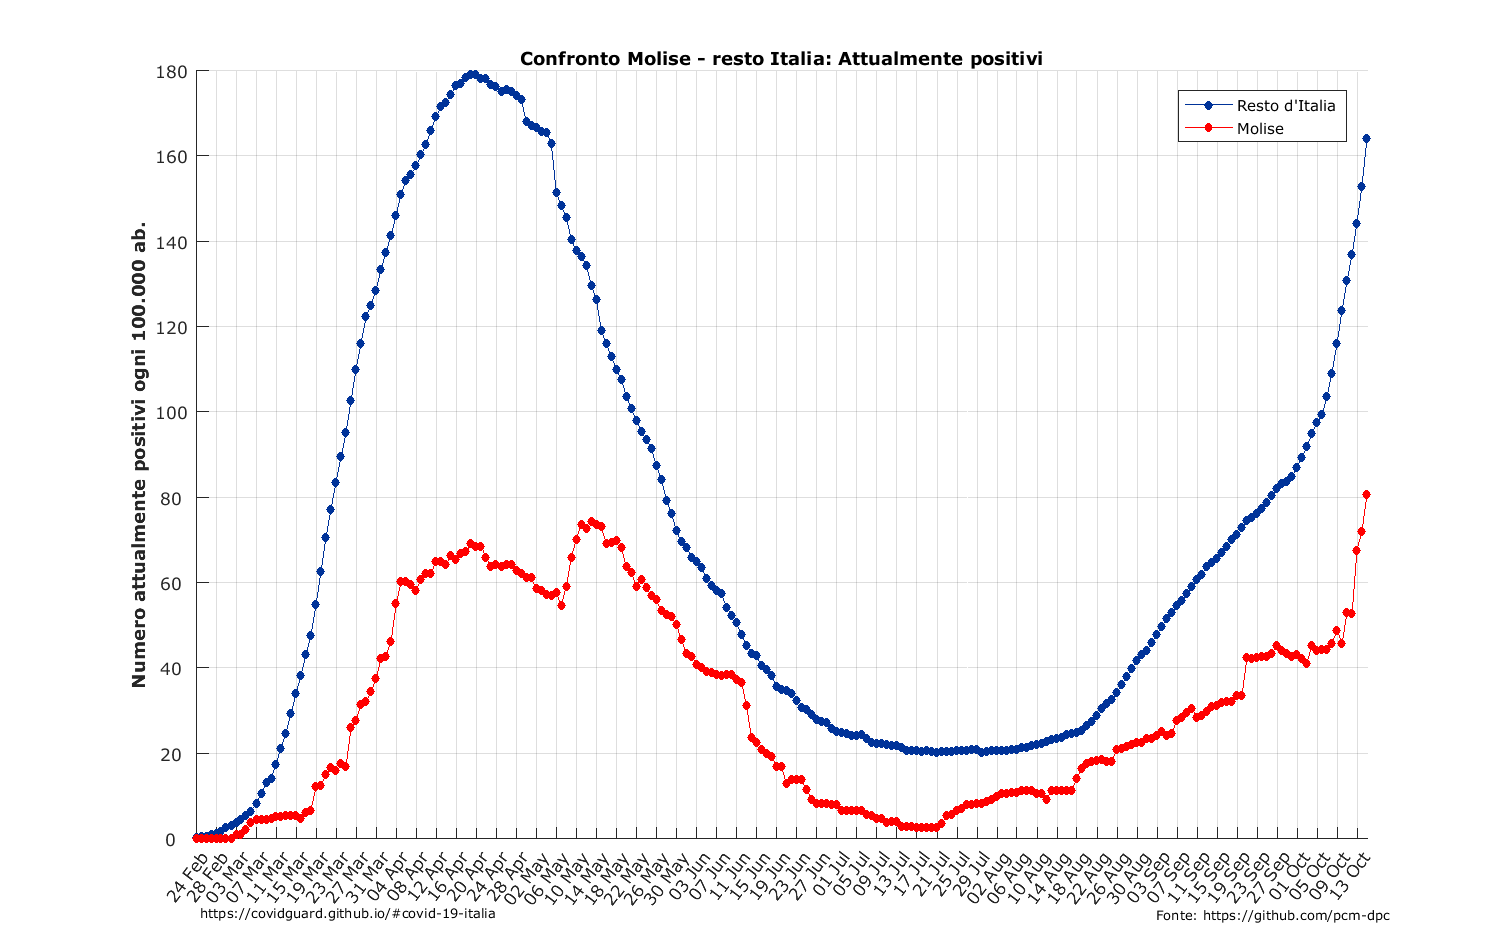 Confronto Molise - resto Italia: Attualmente positivi
Numero attualmente positivi ogni 100.000 ab.
180
160
140
120
100
80
60
40
20
0
Resto d'Italia
Molise
24 Feb
28 Feb
03 Mar
07 Mar
11 Mar
15 Mar
19 Mar
23 Mar
27 Mar
31 Mar
04 Apr
08 Apr
12 Apr
16 Apr
20 Apr
24 Apr
28 Apr
02 May
06 May
10 May
14 May
18 May
22 May
26 May
30 May
03 Jun
07 Jun
11 Jun
15 Jun
19 Jun
23 Jun
27 Jun
01 Jul
05 Jul
09 Jul
13 Jul
17 Jul
21 Jul
25 Jul
29 Jul
02 Aug
06 Aug
10 Aug
14 Aug
18 Aug
22 Aug
26 Aug
30 Aug
03 Sep
07 Sep
11 Sep
15 Sep
19 Sep
23 Sep
27 Sep
01 Oct
05 Oct
09 Oct
13 Oct
https://covidguard.github.io/#covid-19-italia
Fonte: https://github.com/pcm-dpc